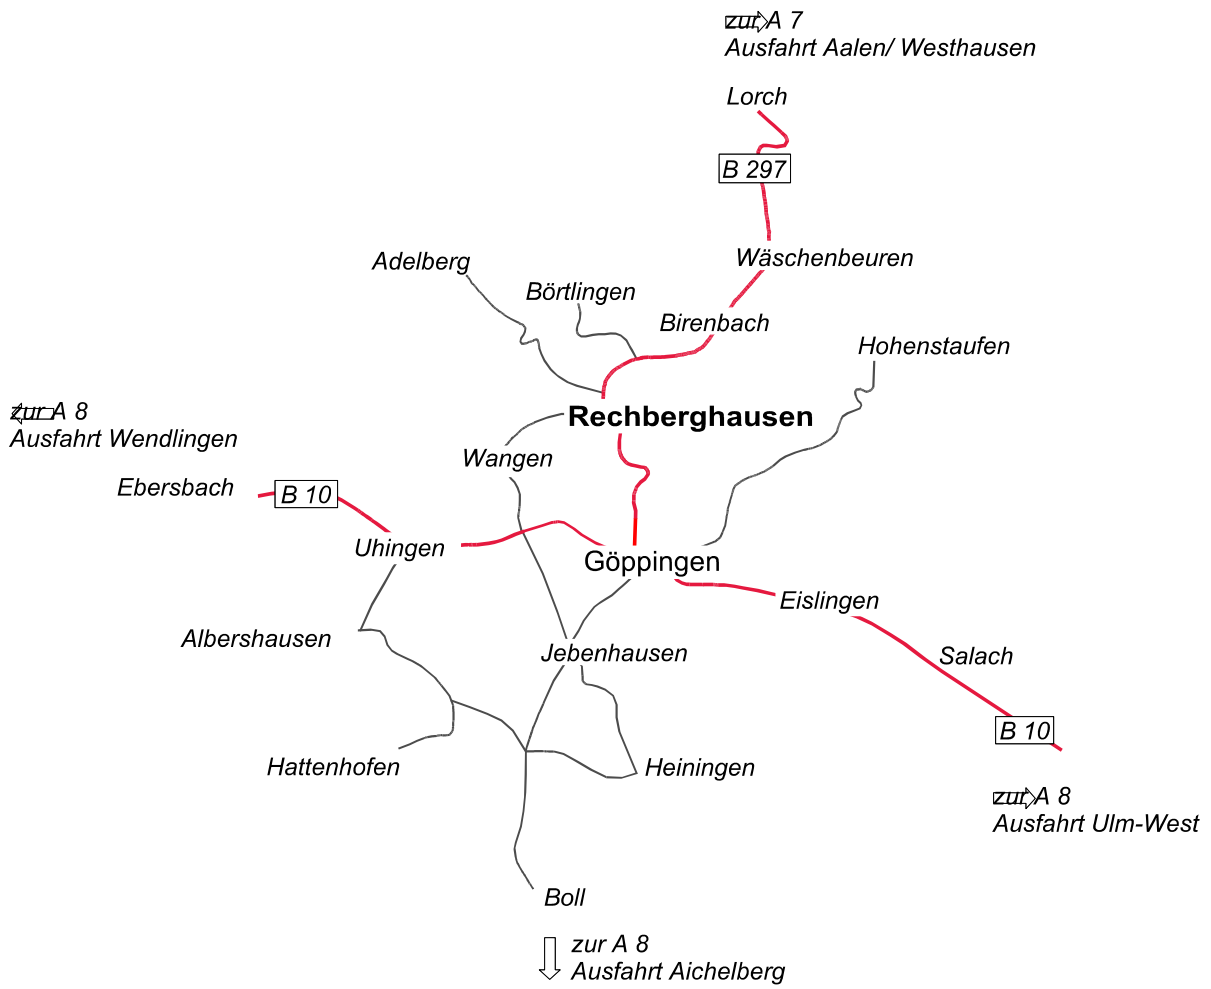 zur A 7
Ausfahrt Aalen/ Westhausen
Lorch
B 297
Wäschenbeuren
Adelberg
Börtlingen
Birenbach
Hohenstaufen
zur A 8
Ausfahrt Wendlingen
Rechberghausen
Wangen
Ebersbach
B 10
Uhingen
Göppingen
Eislingen
Albershausen
Jebenhausen
Salach
B 10
Hattenhofen
Heiningen
zur A 8
Ausfahrt Ulm-West
Boll
zur A 8
Ausfahrt Aichelberg